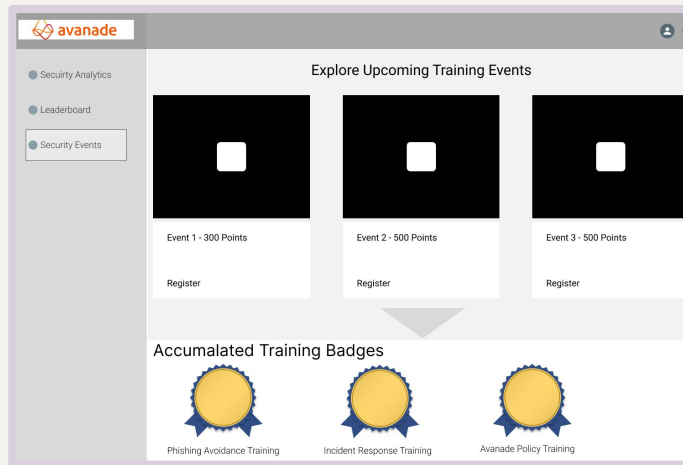 avanade
Secuirty Analytics
Leaderboard
Security Events
Explore Upcoming Training Events
Event 1 - 300 Points
Event 2 - 500 Points
Event 3 - 500 Points
Register
Register
Register
Accumalated Training Badges
Phishing Avoidance Training
Incident Response Training
Avanade Policy Training